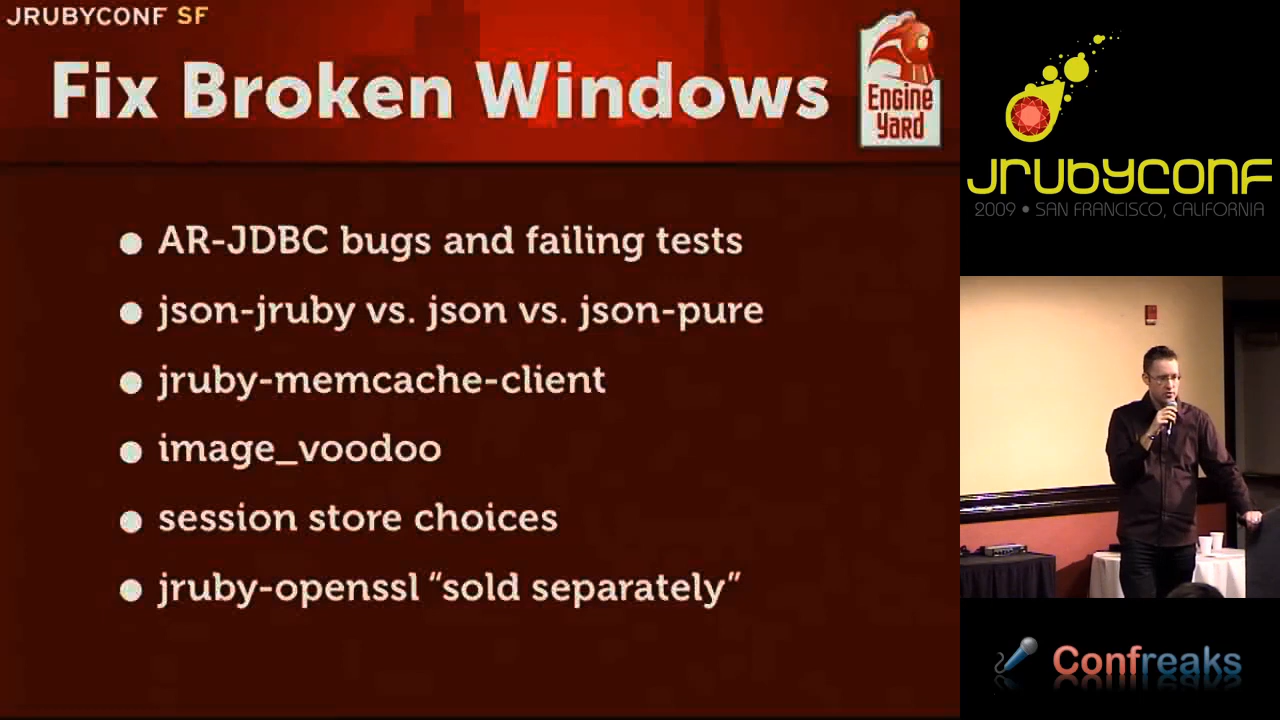 JRUBYCONF SF
Fix Broken Windows
Engine
Yard
● AR-JDBC bugs and failing tests
● json-jruby vs. json vs. json-pure
● jruby-memcache-client
● image_voodoo
● session store choices
● jruby-openssl “sold separately”
JRUBYCONF
2009 • SAN FRANCISCO, CALIFORNIA
Confreaks